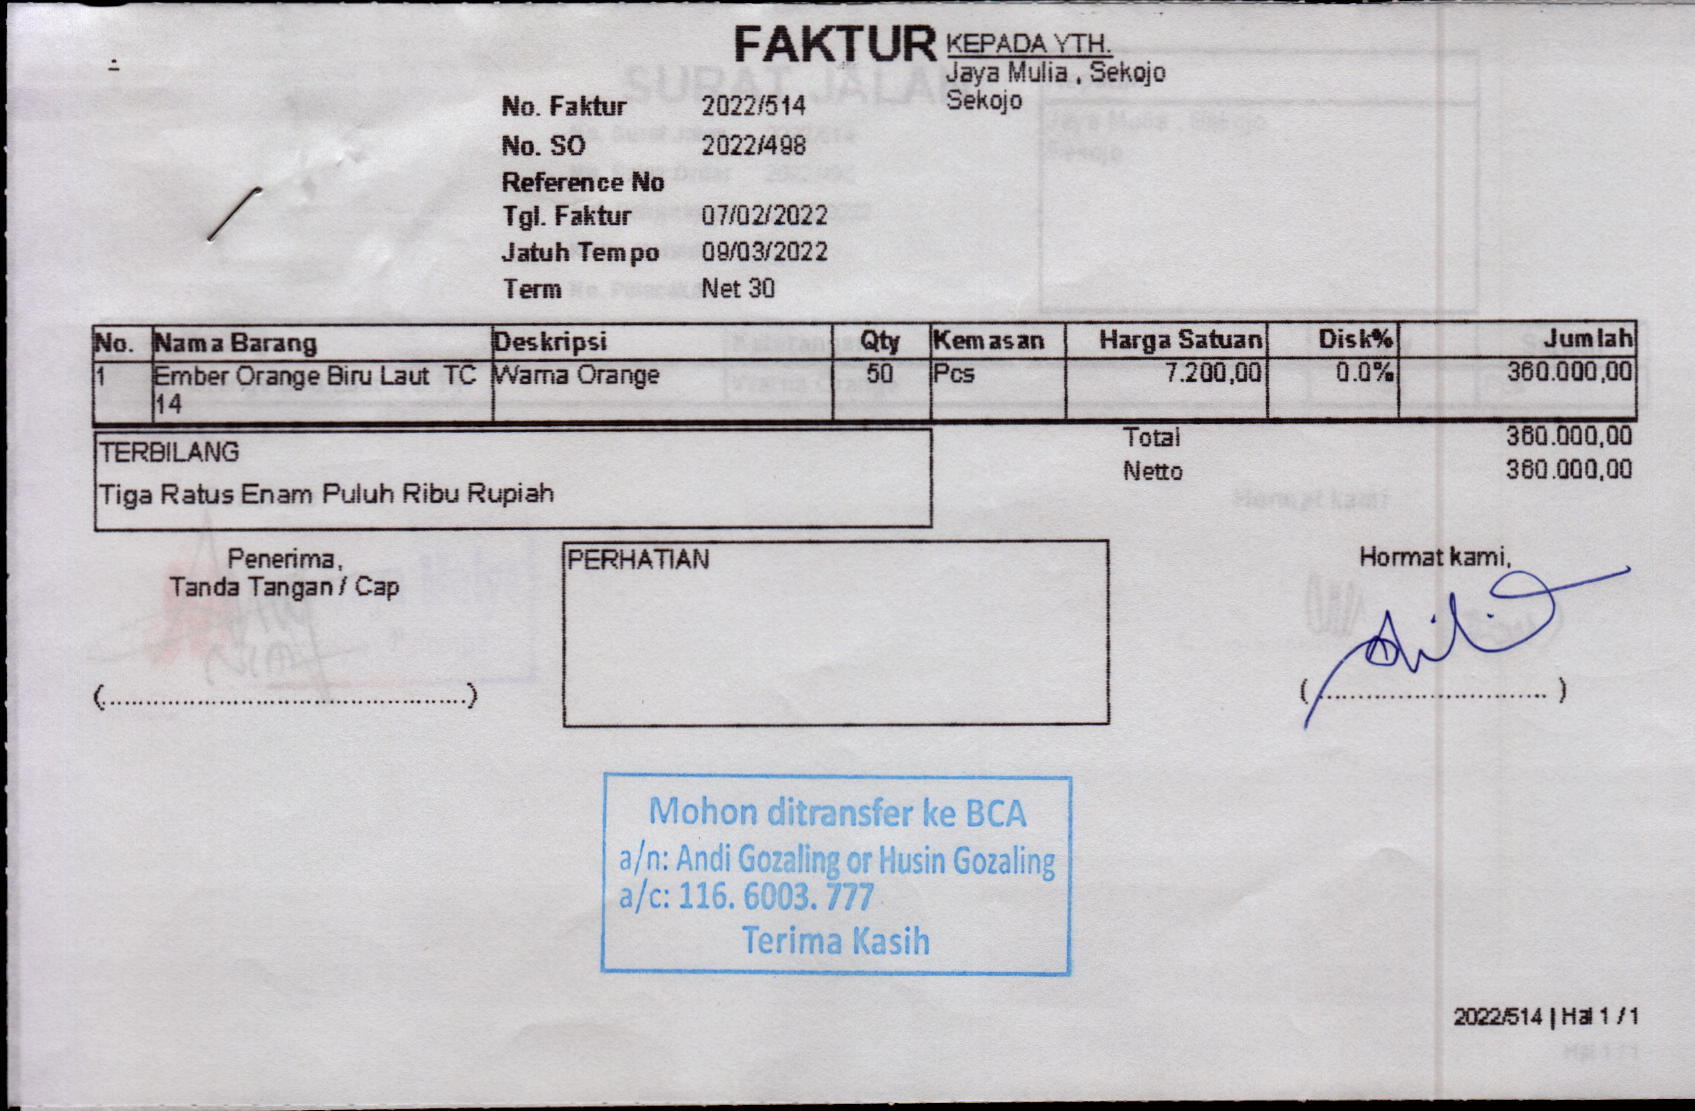 FAKTUR
KEPADA YTH.
Jaya Mulia , Sekojo
Sekojo
No. Faktur 2022/514
No. SO 2022/498
Reference No
Tgl. Faktur 07/02/2022
Jatuh Tempo 09/03/2022
Term Net 30
No. Nama Barang Deskripsi Qty Kemasan Harga Satuan Disk% Jumlah
1 Ember Orange Biru Laut TC Warna Orange 50 Pcs 7.200,00 0.0% 360.000,00
14
Total 360.000,00
Netto 360.000,00
TERBILANG
Tiga Ratus Enam Puluh Ribu Rupiah
Penerima,
Tanda Tangan / Cap
(..............................................)
PERHATIAN
Hormat kami,
(............................ )
Mohon ditransfer ke BCA
a/n: Andi Gozaling or Husin Gozaling
a/c: 116. 6003. 777
Terima Kasih
2022/514 | Hal 1 / 1